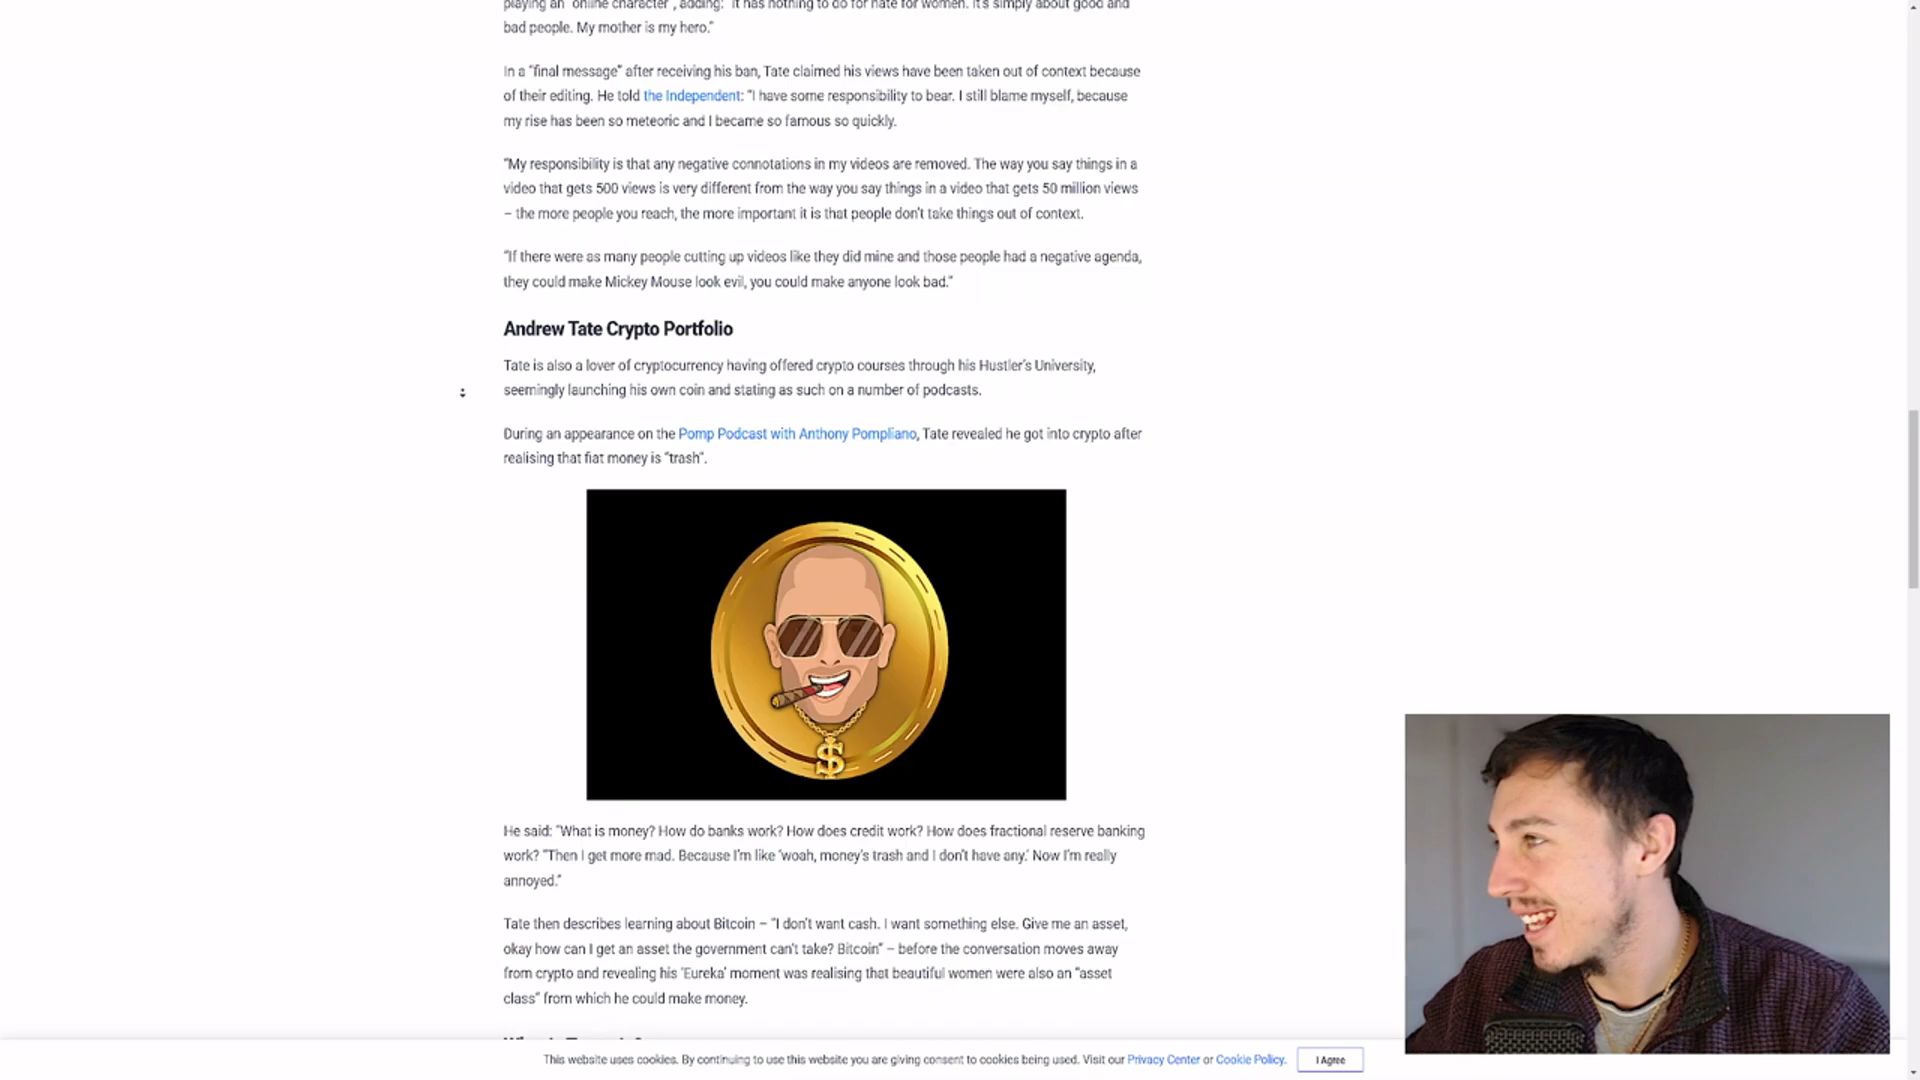 playing an "online character", adding: "It has nothing to do for hate for women. It's simply about good and
bad people. My mother is my hero."
In a "final message" after receiving his ban, Tate claimed his views have been taken out of context because
of their editing. He told the Independent: "I have some responsibility to bear. I still blame myself, because
my rise has been so meteoric and I became so famous so quickly.
"My responsibility is that any negative connotations in my videos are removed. The way you say things in a
video that gets 500 views is very different from the way you say things in a video that gets 50 million views
– the more people you reach, the more important it is that people don't take things out of context.
"If there were as many people cutting up videos like they did mine and those people had a negative agenda,
they could make Mickey Mouse look evil, you could make anyone look bad."
Andrew Tate Crypto Portfolio
Tate is also a lover of cryptocurrency having offered crypto courses through his Hustler's University,
seemingly launching his own coin and stating as such on a number of podcasts.
During an appearance on the Pomp Podcast with Anthony Pompliano, Tate revealed he got into crypto after
realising that fiat money is "trash".
$
He said: "What is money? How do banks work? How does credit work? How does fractional reserve banking
work? "Then I get more mad. Because I'm like 'woah, money's trash and I don't have any.' Now I'm really
annoyed."
Tate then describes learning about Bitcoin – "I don't want cash. I want something else. Give me an asset,
okay how can I get an asset the government can't take? Bitcoin" – before the conversation moves away
from crypto and revealing his 'Eureka' moment was realising that beautiful women were also an "asset
class" from which he could make money.
This website uses cookies. By continuing to use this website you are giving consent to cookies being used. Visit our Privacy Center or Cookie Policy.
I Agree